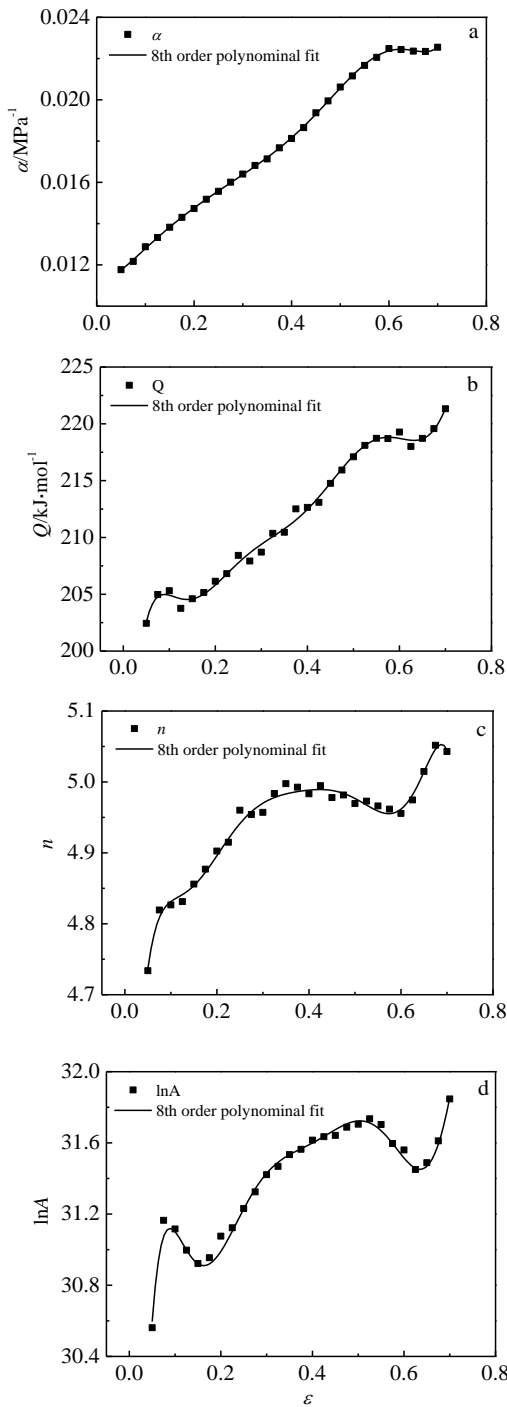 0.024
a
α
8th order polynominal fit
0.020
α/MPa⁻¹
0.016
0.012
0.0 0.2 0.4 0.6 0.8
225
b
Q
8th order polynominal fit
220
215
Q/kJ·mol⁻¹
210
205
200
0.0 0.2 0.4 0.6 0.8
5.1
c
n
8th order polynominal fit
5.0
n
4.9
4.8
4.7
0.0 0.2 0.4 0.6 0.8
32.0
d
lnA
8th order polynominal fit
31.6
lnA
31.2
30.8
30.4
0.0 0.2 0.4 0.6 0.8
ε